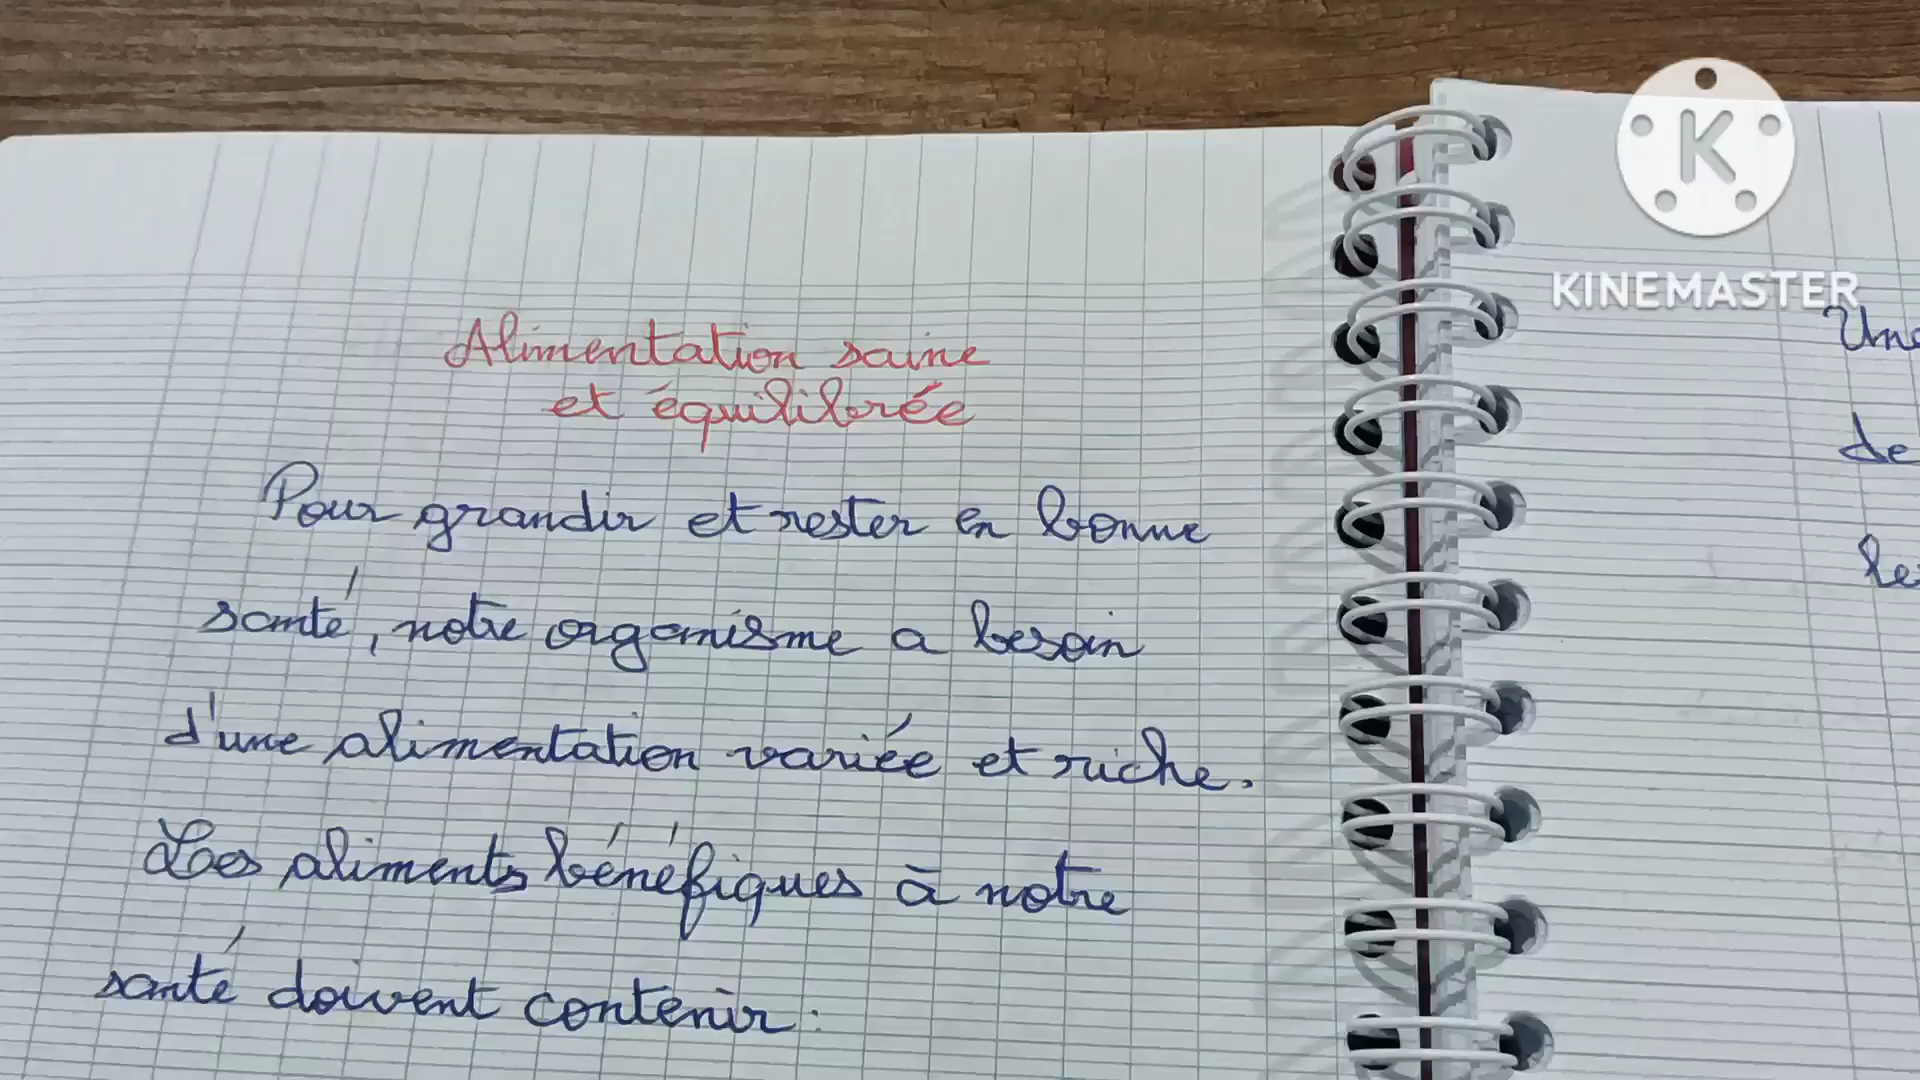 Alimentation saine
et équilibrée
Pour grandir et rester en bonne
santé, notre organisme a besoin
d'une alimentation variée et riche.
Les aliments bénéfiques à notre
santé doivent contenir :
KINEMASTER
de